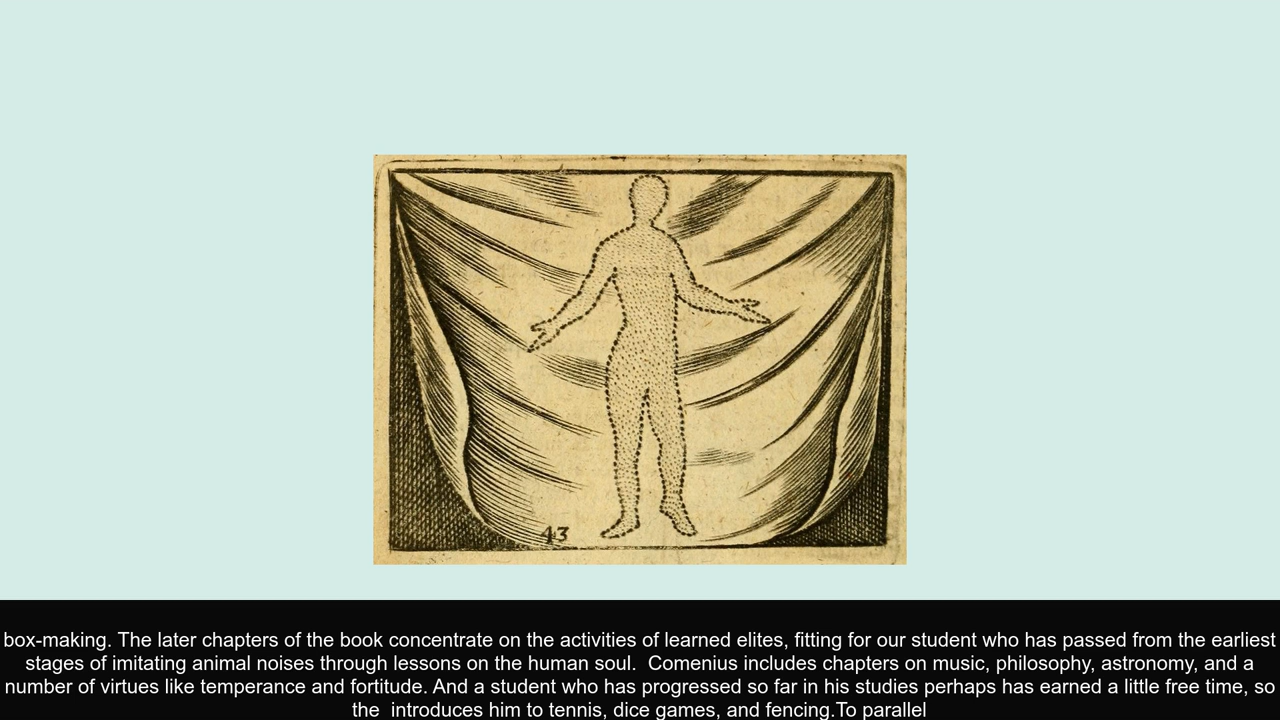 43
box-making. The later chapters of the book concentrate on the activities of learned elites, fitting for our student who has passed from the earliest
stages of imitating animal noises through lessons on the human soul.  Comenius includes chapters on music, philosophy, astronomy, and a
number of virtues like temperance and fortitude. And a student who has progressed so far in his studies perhaps has earned a little free time, so
the  introduces him to tennis, dice games, and fencing.To parallel